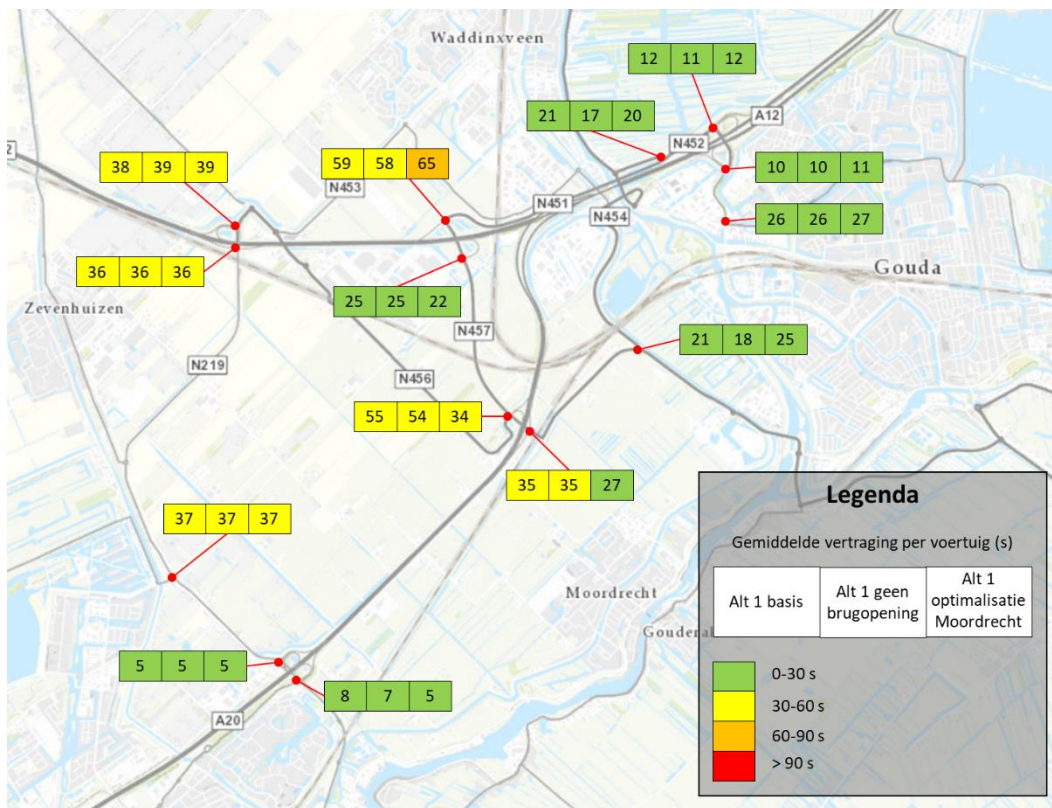 Waddinxveen
12 11 12
A12
21 17 20
N452
38 39 39
59 58 65
N453
10 10 11
N451
N454
26 26 27
36 36 36
Gouda
Zevenhuizen
25 25 22
N457
21 18 25
N219
N456
55 54 34
35 35 27
37 37 37
Moordrecht
Gouderak
5 5 5
8 7 5
A20
Legenda
Gemiddelde vertraging per voertuig (s)
Alt 1 basis
Alt 1 geen
brugopening
Alt 1
optimalisatie
Moordrecht
0-30 s
30-60 s
60-90 s
> 90 s